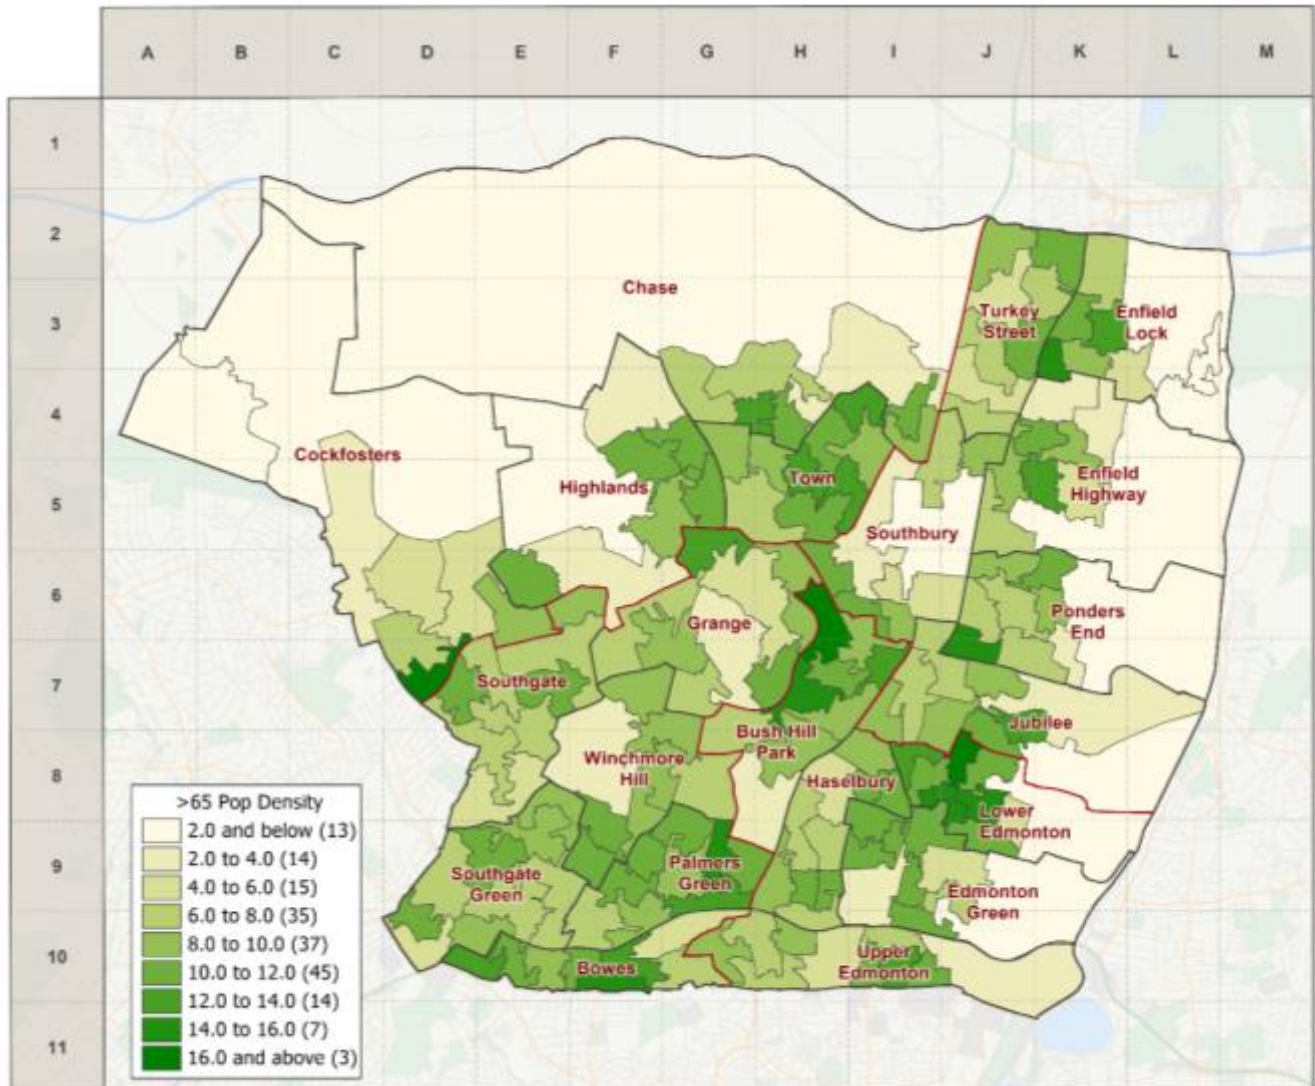 A B C D E F G H I J K L M
1
2
3
4
5
6
7
8
9
10
11
Chase
Turkey
Street
Enfield
Lock
Cockfosters
Highlands
Town
Enfield
Highway
Southbury
Grange
Ponders
End
Southgate
Jubilee
Bush Hill
Park
Winchmore
Hill
Haselbury
Lower
Edmonton
Southgate
Green
Palmers
Green
Edmonton
Green
Bowes
Upper
Edmonton
>65 Pop Density
2.0 and below (13)
2.0 to 4.0 (14)
4.0 to 6.0 (15)
6.0 to 8.0 (35)
8.0 to 10.0 (37)
10.0 to 12.0 (45)
12.0 to 14.0 (14)
14.0 to 16.0 (7)
16.0 and above (3)